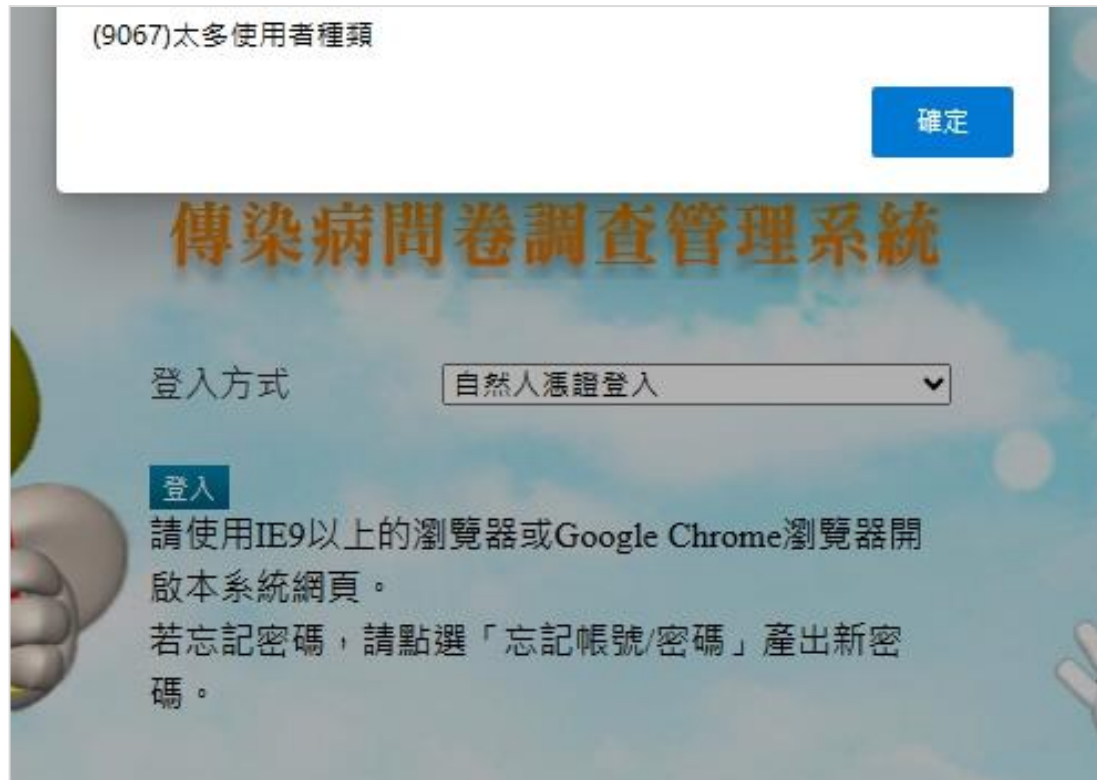 (9067)太多使用者種類
確定
傳染病問卷調查管理系統
登入方式
自然人憑證登入
登入
請使用IE9以上的瀏覽器或Google Chrome瀏覽器開
啟本系統網頁。
若忘記密碼，請點選「忘記帳號/密碼」產出新密
碼。